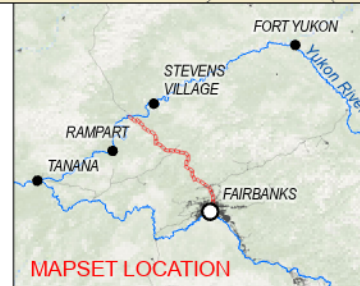 FORT YUKON
Yukon River
STEVENS
VILLAGE
RAMPART
TANANA
FAIRBANKS
MAPSET LOCATION